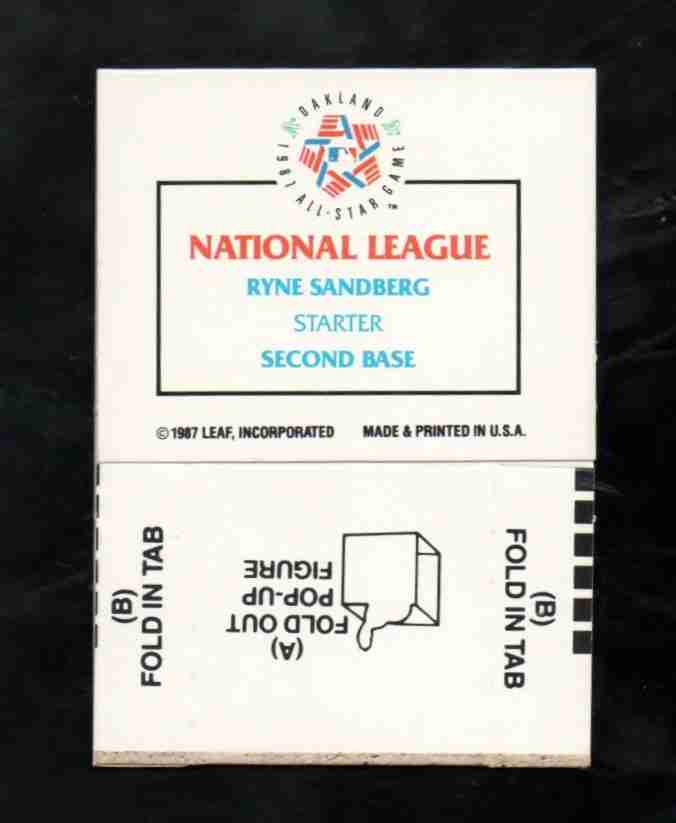 OAKLAND
1987 ALL-STAR GAME
NATIONAL LEAGUE
RYNE SANDBERG
STARTER
SECOND BASE
© 1987 LEAF, INCORPORATED MADE & PRINTED IN U.S.A.
(B)
FOLD IN TAB
(A)
FOLD OUT
POP-UP
FIGURE
(B)
FOLD IN TAB